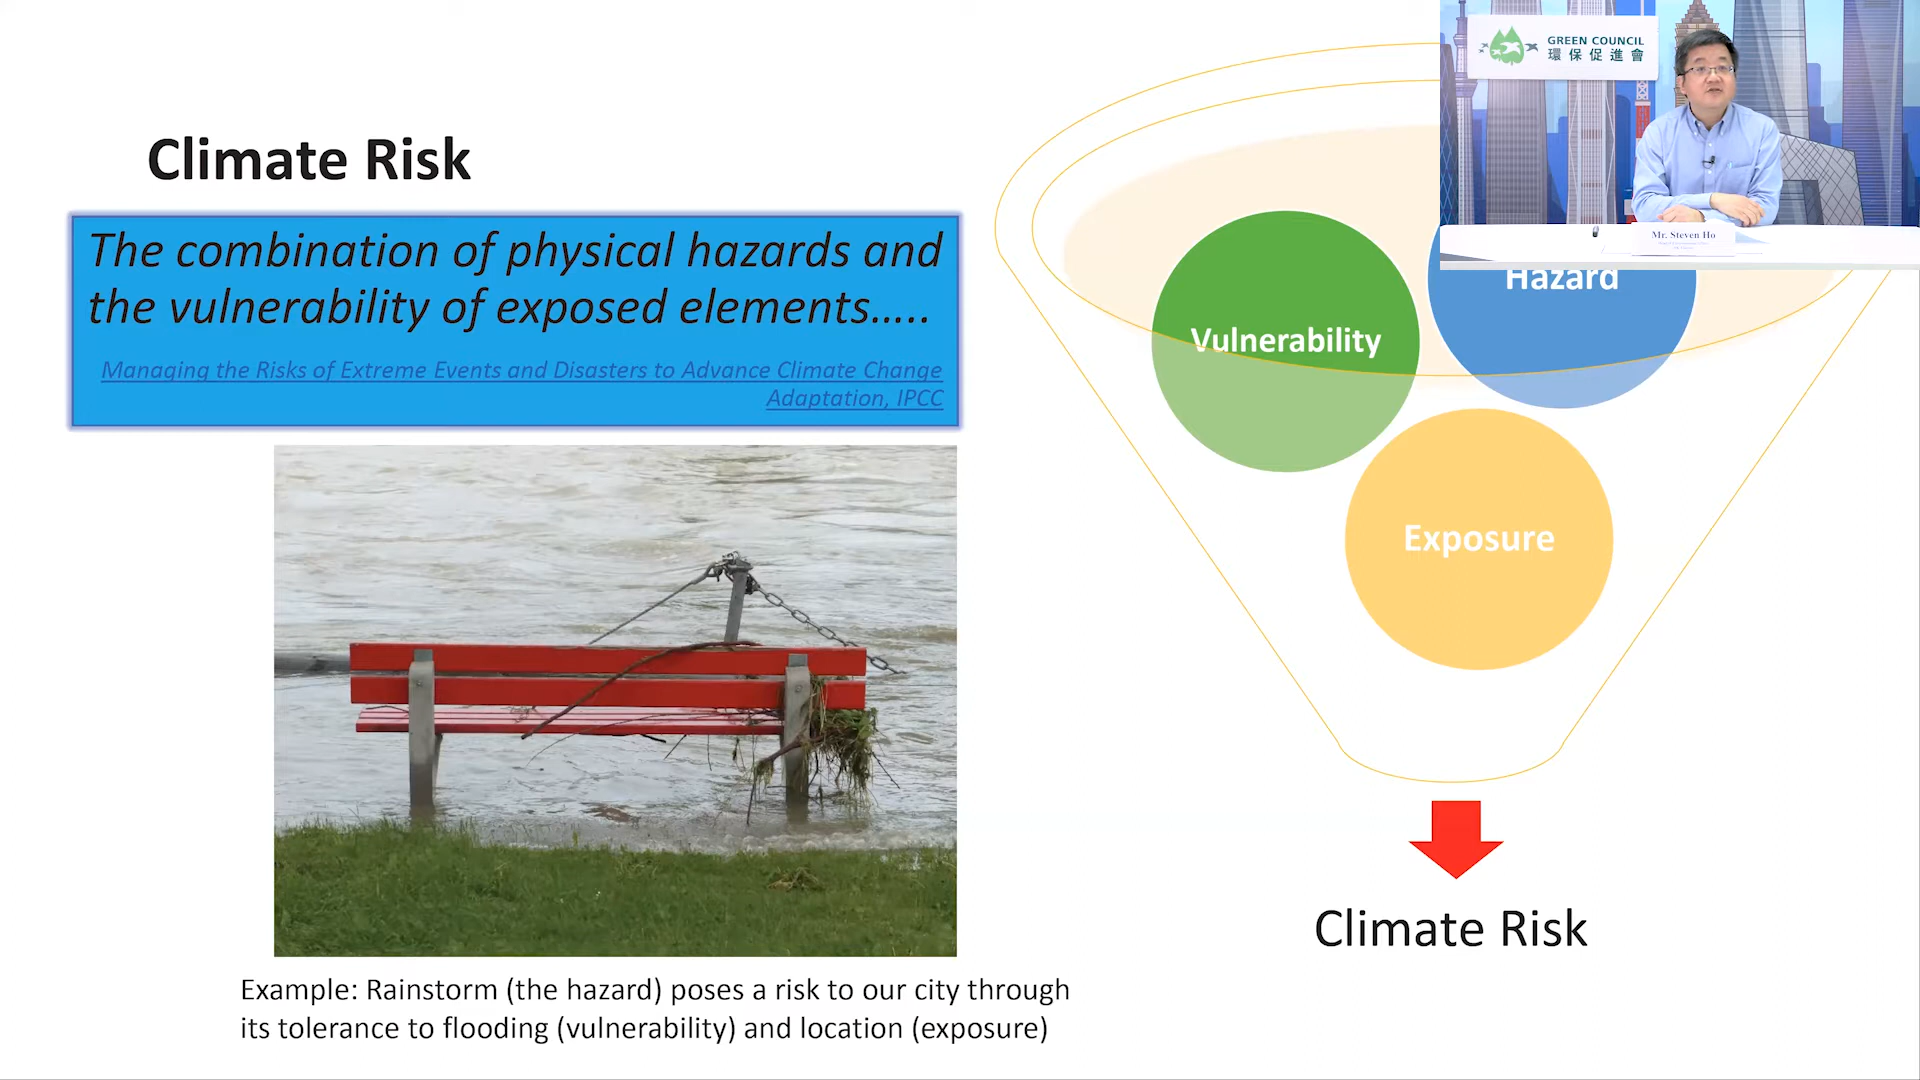 Climate Risk
The combination of physical hazards and
the vulnerability of exposed elements…..
Managing the Risks of Extreme Events and Disasters to Advance Climate Change
Adaptation, IPCC
Example: Rainstorm (the hazard) poses a risk to our city through
its tolerance to flooding (vulnerability) and location (exposure)
GREEN COUNCIL
環保促進會
Mr. Steven Ho
Hazard
Vulnerability
Exposure
Climate Risk